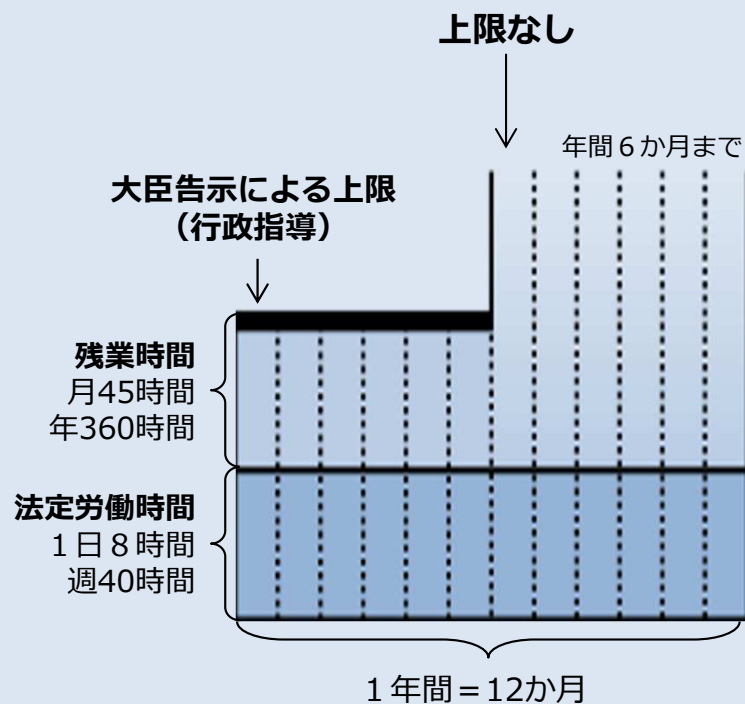 上限なし
年間６か月まで
大臣告示による上限
（行政指導）
残業時間
月45時間
年360時間
法定労働時間
１日８時間
週40時間
１年間＝12か月